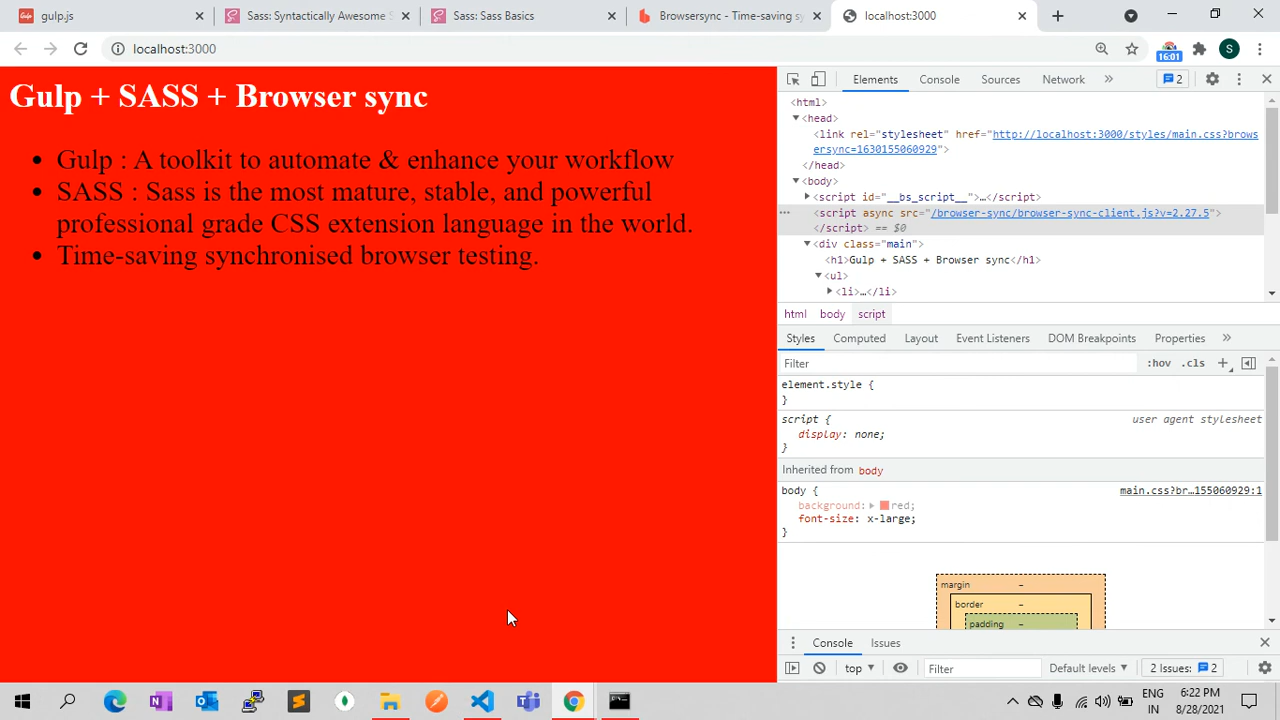 gulp.js
Sass: Syntactically Awesome S
Sass: Sass Basics
Browsersync - Time-saving sy
localhost:3000
localhost:3000
16:01
S
Gulp + SASS + Browser sync
Gulp : A toolkit to automate & enhance your workflow
SASS : Sass is the most mature, stable, and powerful
professional grade CSS extension language in the world.
Time-saving synchronised browser testing.
Elements Console Sources Network » 2
<html>
<head>
<link rel="stylesheet" href="http://localhost:3000/styles/main.css?brows
ersync=1630155060929">
</head>
<body>
<script id="__bs_script__">…</script>
<script async src="/browser-sync/browser-sync-client.js?v=2.27.5">
</script> == $0
<div class="main">
<h1>Gulp + SASS + Browser sync</h1>
<ul>
<li>…</li>
html body script
Styles Computed Layout Event Listeners DOM Breakpoints Properties »
Filter :hov .cls +
element.style {
}
script { user agent stylesheet
display: none;
}
Inherited from body
body { main.css?br…155060929:1
background: red;
font-size: x-large;
}
margin -
border -
padding -
Console Issues
top Filter Default levels 2 Issues: 2
ENG 6:22 PM
IN 8/28/2021